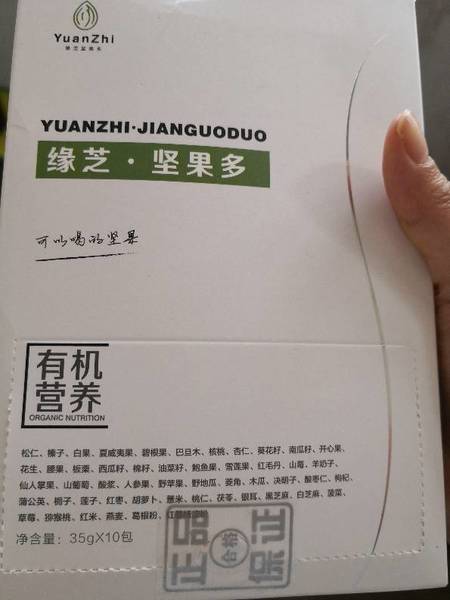 YuanZhi
YUANZHI·JIANGUODUO
缘芝·坚果多
可以喝的坚果
有机
营养
ORGANIC NUTRITION
松仁、榛子、白果、夏威夷果、碧根果、巴旦木、核桃、杏仁、葵花籽、南瓜籽、开心果、
花生、腰果、板栗、西瓜籽、棉籽、油菜籽、鲍鱼果、雪莲果、红毛丹、山莓、羊奶子、
仙人掌果、山葡萄、酸浆、人参果、野苹果、野地瓜、菱角、木瓜、决明子、酸枣仁、枸杞、
蒲公英、栀子、莲子、红枣、胡萝卜、薏米、桃仁、茯苓、银耳、黑芝麻、白芝麻、菠菜、
草莓、猕猴桃、红米、燕麦、葛根粉、
净含量：35gX10包
正品
合格
保证